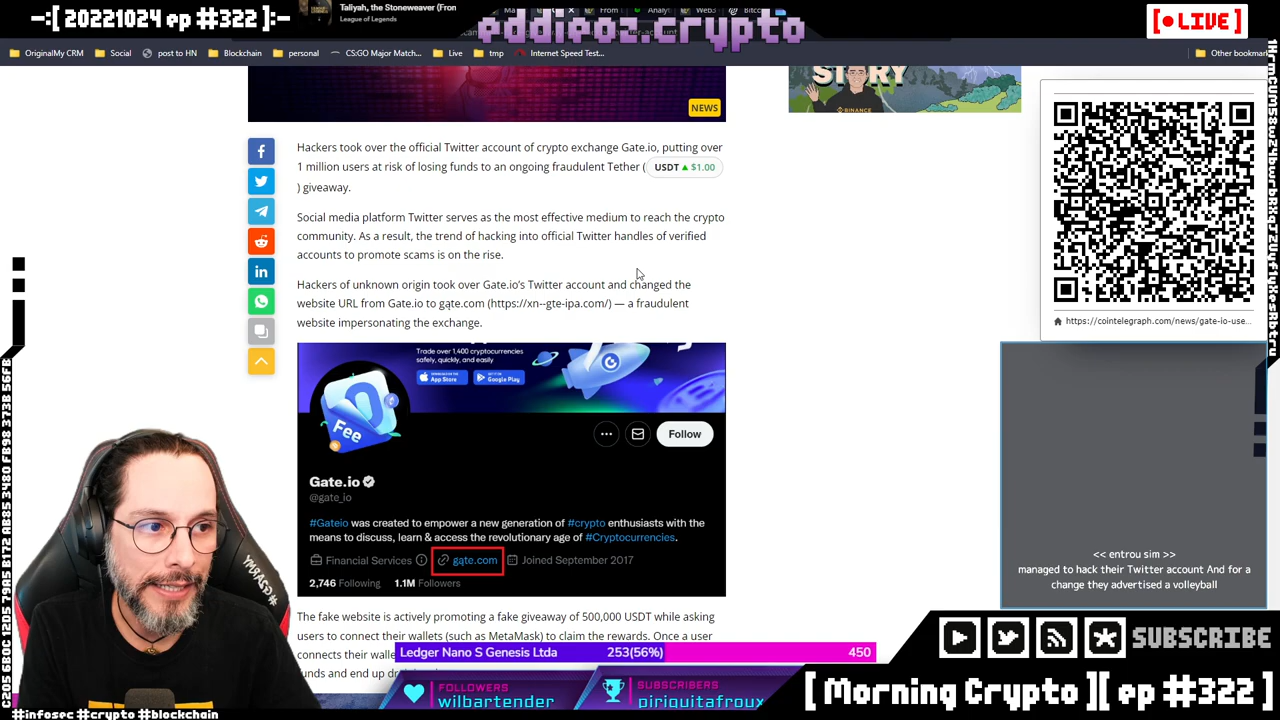 -:[ 20221024 ep #322 ]:-
Taliyah, the Stoneweaver (Fron
League of Legends
eddieoz.crypto
[ ● LIVE ]
OriginalMy CRM
Social
post to HN
Blockchain
personal
CS:GO Major Match...
Live
tmp
Internet Speed Test...
Other bookmar
NEWS
STORY
BINANCE
Hackers took over the official Twitter account of crypto exchange Gate.io, putting over
1 million users at risk of losing funds to an ongoing fraudulent Tether (
USDT ▲ $1.00
) giveaway.
Social media platform Twitter serves as the most effective medium to reach the crypto
community. As a result, the trend of hacking into official Twitter handles of verified
accounts to promote scams is on the rise.
Hackers of unknown origin took over Gate.io's Twitter account and changed the
website URL from Gate.io to gąte.com (https://xn--gte-ipa.com/) — a fraudulent
website impersonating the exchange.
https://cointelegraph.com/news/gate-io-use...
Trade over 1,400 cryptocurrencies
safely, quickly, and easily
App Store
Google Play
Fee
Follow
Gate.io
@gate_io
#Gateio was created to empower a new generation of #crypto enthusiasts with the
means to discuss, learn & access the revolutionary age of #Cryptocurrencies.
Financial Services
gąte.com
Joined September 2017
2,746 Following
1.1M Followers
The fake website is actively promoting a fake giveaway of 500,000 USDT while asking
users to connect their wallets (such as MetaMask) to claim the rewards. Once a user
connects their walle
<< entrou sim >>
managed to hack their Twitter account And for a
change they advertised a volleyball
Ledger Nano S Genesis Ltda
253(56%)
450
FOLLOWERS
wilbartender
SUBSCRIBERS
piriguitafroux
SUBSCRIBE
[ Morning Crypto ][ ep #322 ]
#infosec #crypto #blockchain